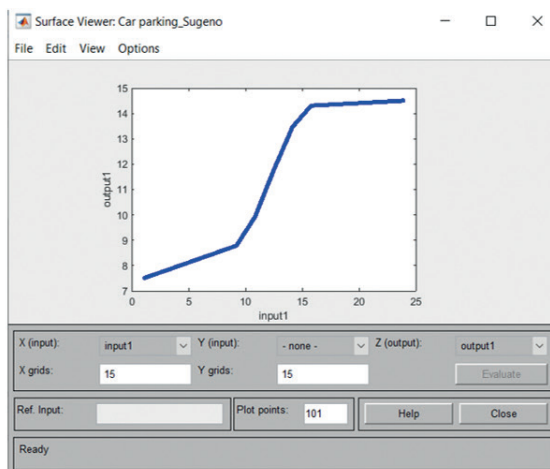 Surface Viewer: Car parking_Sugeno
File Edit View Options
15
14
13
12
11
10
9
8
7
output1
0 5 10 15 20 25
input1
X (input): input1 Y (input): - none - Z (output): output1
X grids: 15 Y grids: 15 Evaluate
Ref. Input: Plot points: 101 Help Close
Ready